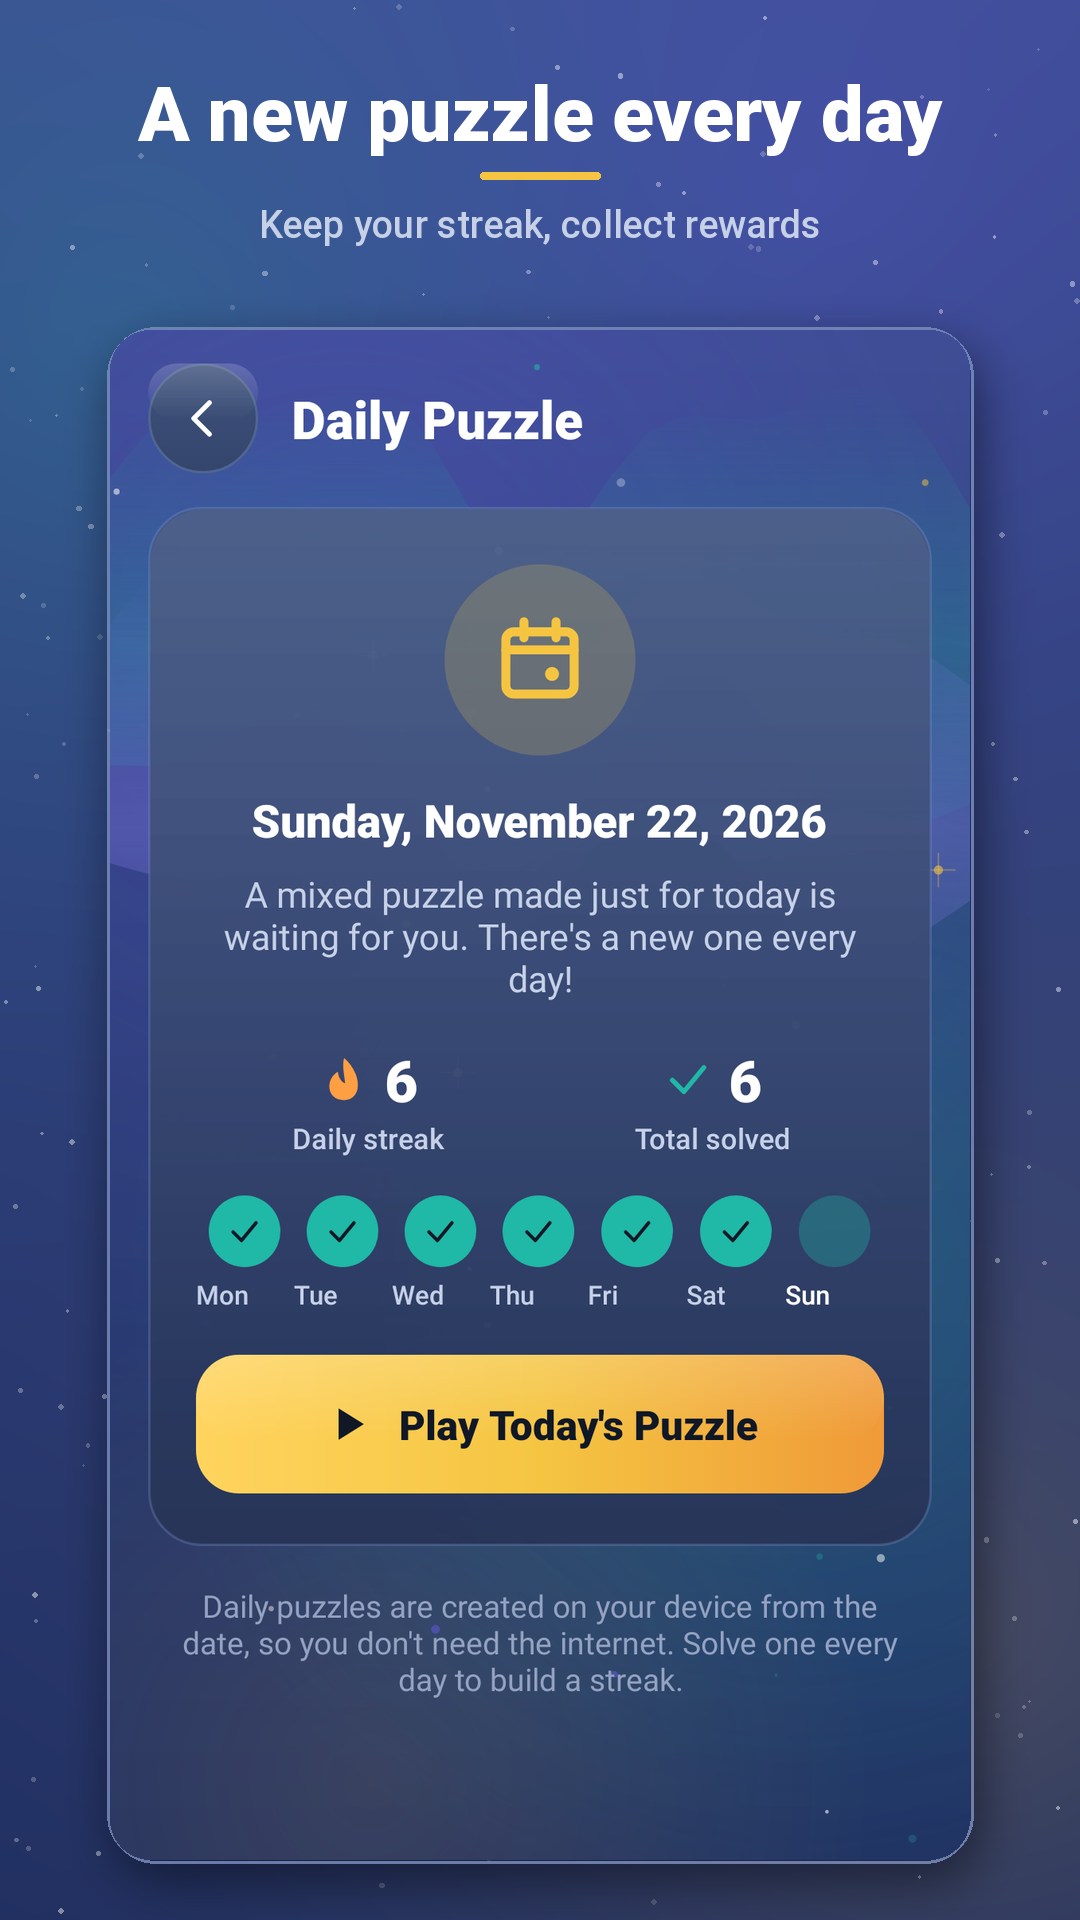 A new puzzle every day
Keep your streak, collect rewards
Daily Puzzle
Sunday, November 22, 2026
A mixed puzzle made just for today is
waiting for you. There's a new one every
day!
6
Daily streak
6
Total solved
Mon Tue Wed Thu Fri Sat Sun
Play Today's Puzzle
Daily puzzles are created on your device from the
date, so you don't need the internet. Solve one every
day to build a streak.